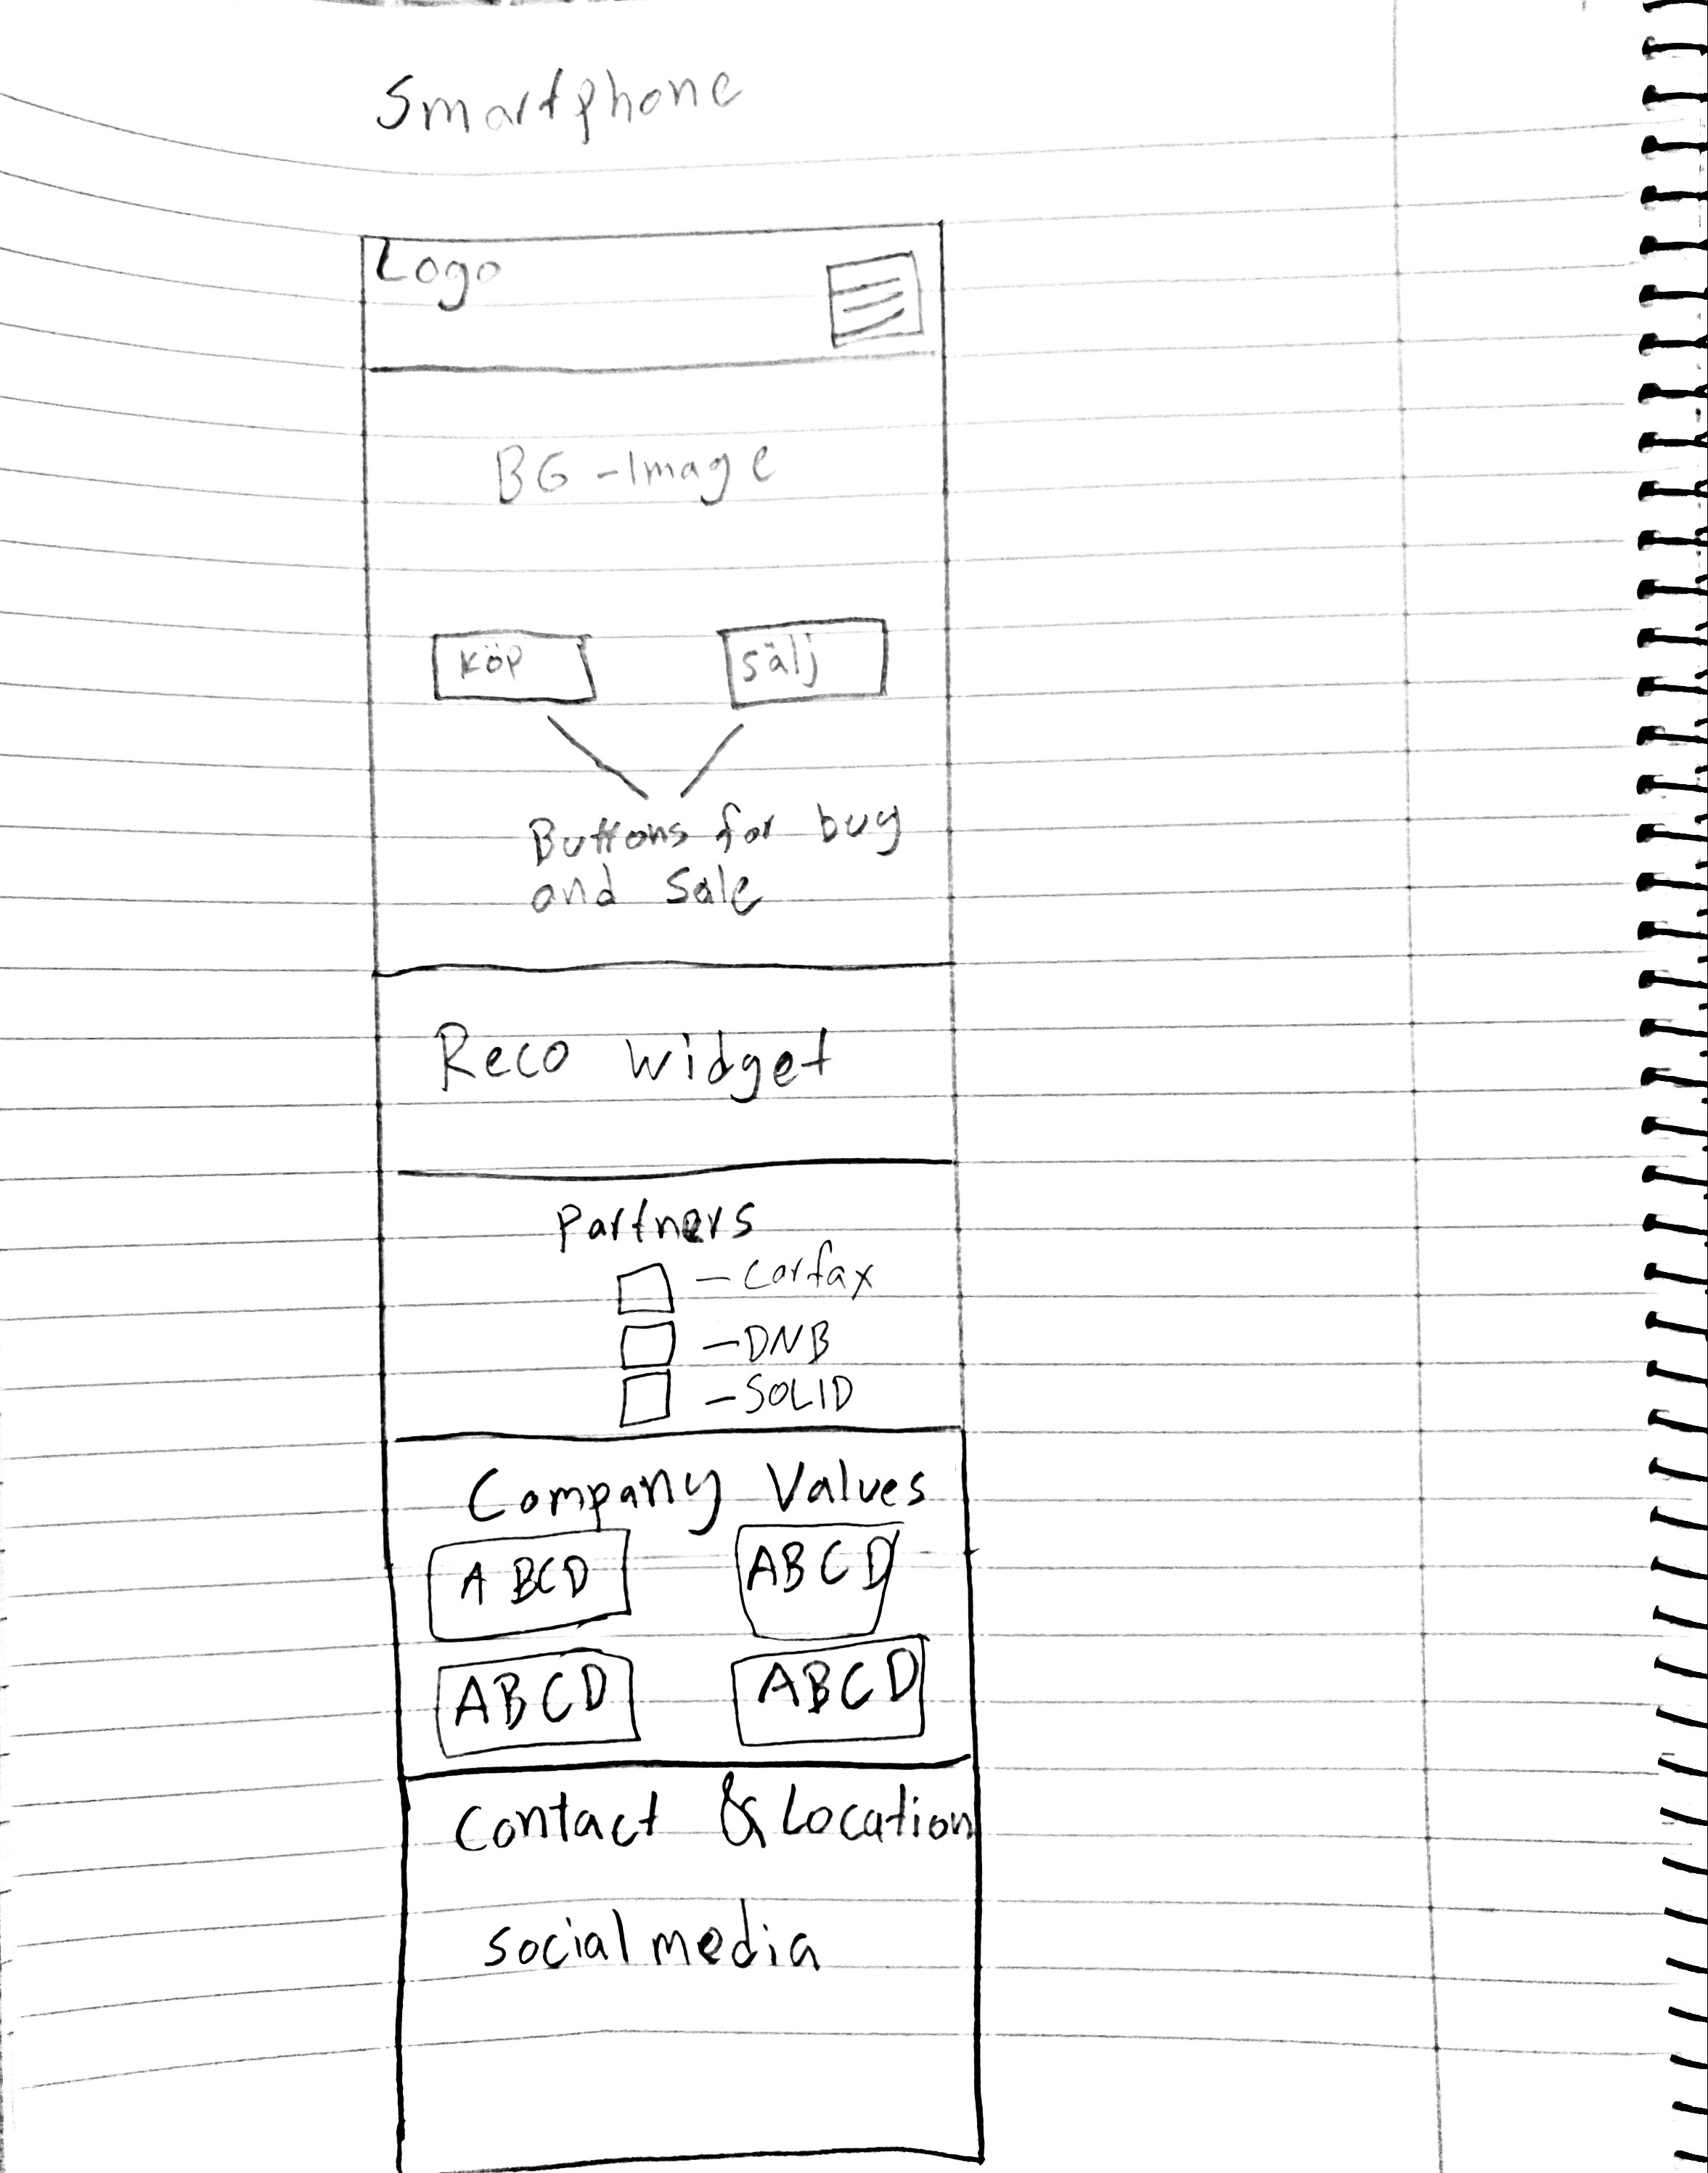 Smartphone
Logo
BG-Image
köp sälj
Buttons for buy
and sale
Reco widget
Partners
- Carfax
- DNB
- SOLID
Company Values
ABCD ABCD
ABCD ABCD
Contact & Location
social media